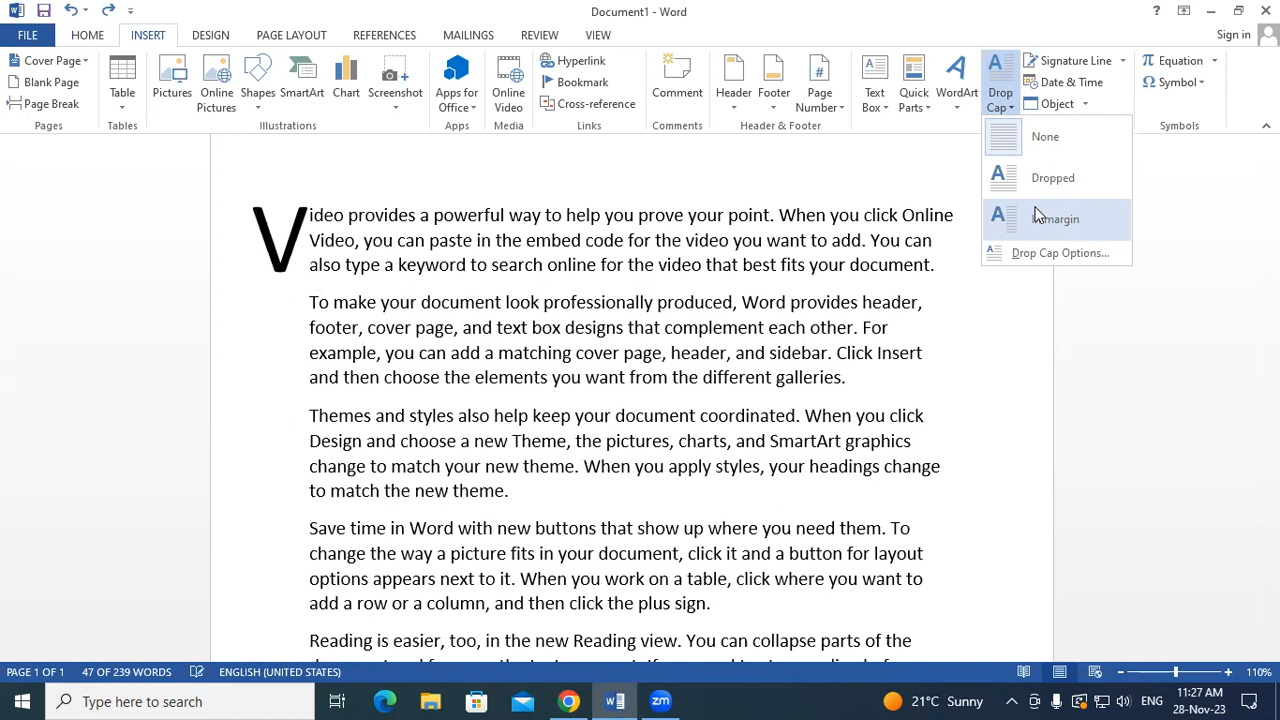 Document1 - Word
?
FILE HOME INSERT DESIGN PAGE LAYOUT REFERENCES MAILINGS REVIEW VIEW Sign in
Cover Page
Blank Page
Page Break
Pages
Table
Tables
Pictures
Online Pictures
Shapes
SmartArt
Chart
Screenshot
Illustrations
Apps for Office
Apps
Online Video
Media
Hyperlink
Bookmark
Cross-reference
Links
Comment
Comments
Header
Footer
Page Number
Header & Footer
Text Box
Quick Parts
WordArt
Drop Cap
Signature Line
Date & Time
Object
Equation
Symbol
Symbols
None
Dropped
margin
Drop Cap Options...
Video provides a powerful way to help you prove your point. When you click Online
Video, you can paste in the embed code for the video you want to add. You can
also type a keyword to search online for the video that best fits your document.
To make your document look professionally produced, Word provides header,
footer, cover page, and text box designs that complement each other. For
example, you can add a matching cover page, header, and sidebar. Click Insert
and then choose the elements you want from the different galleries.
Themes and styles also help keep your document coordinated. When you click
Design and choose a new Theme, the pictures, charts, and SmartArt graphics
change to match your new theme. When you apply styles, your headings change
to match the new theme.
Save time in Word with new buttons that show up where you need them. To
change the way a picture fits in your document, click it and a button for layout
options appears next to it. When you work on a table, click where you want to
add a row or a column, and then click the plus sign.
Reading is easier, too, in the new Reading view. You can collapse parts of the
PAGE 1 OF 1 47 OF 239 WORDS ENGLISH (UNITED STATES) 110%
Type here to search
21°C Sunny
ENG
11:27 AM
28-Nov-23